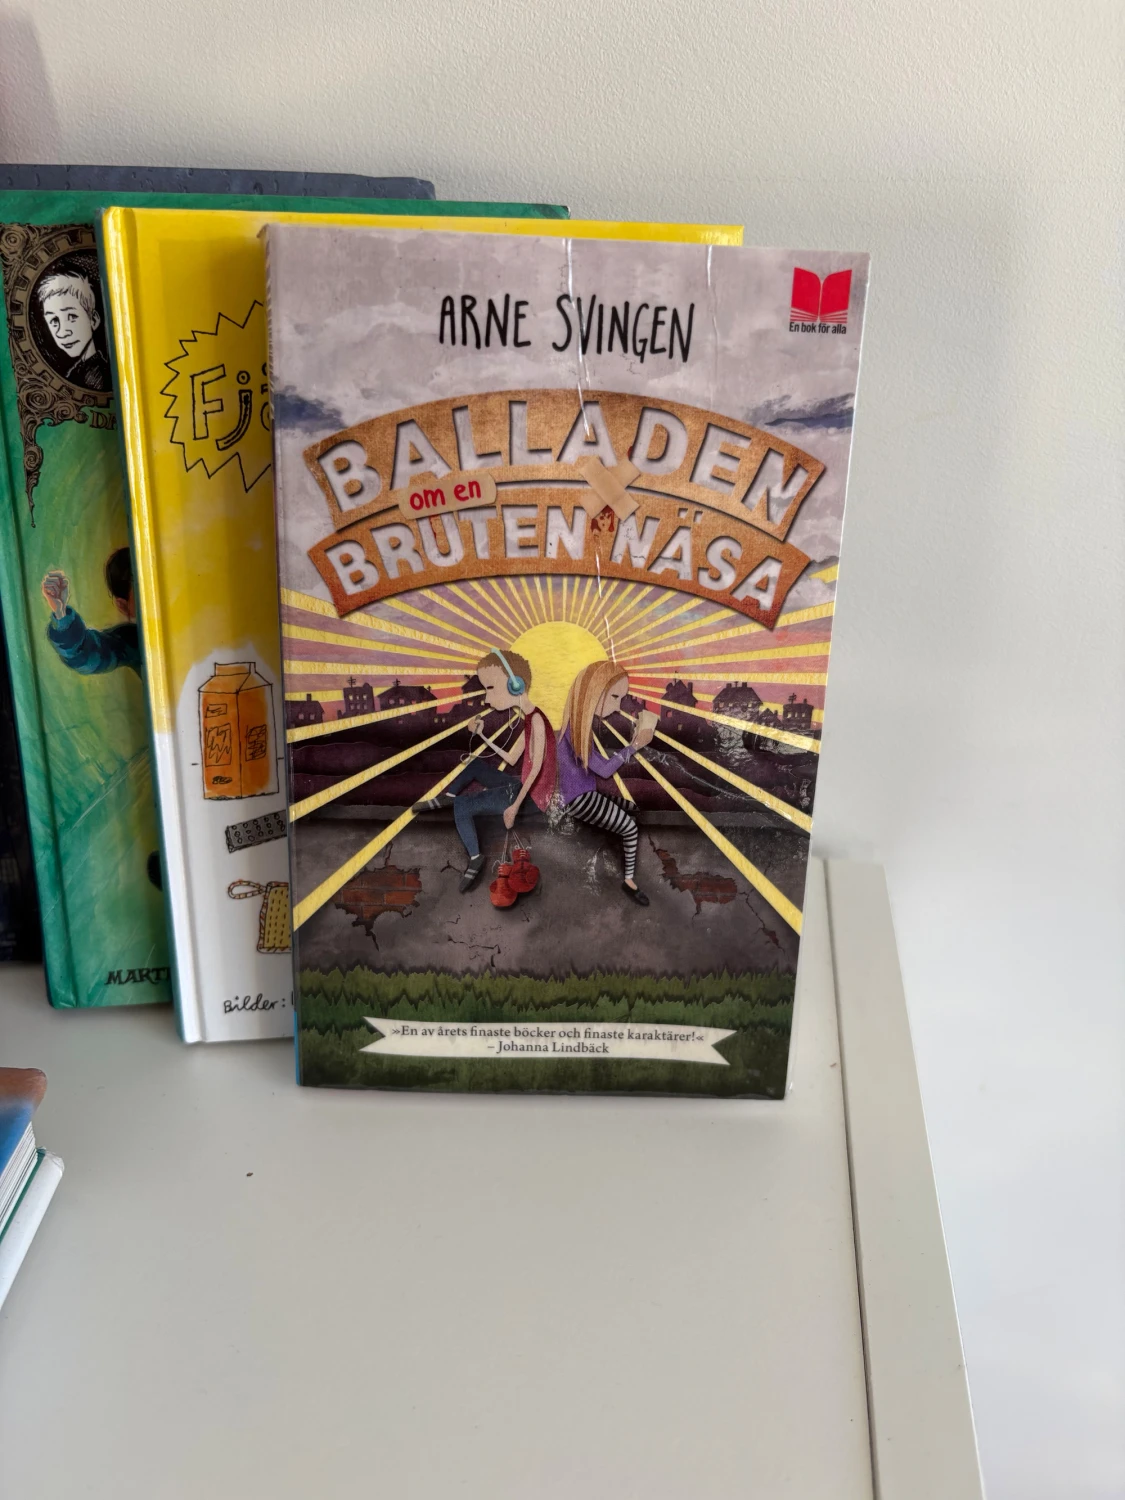 ARNE SVINGEN
En bok för alla
BALLADEN
om en
BRUTEN NÄSA
»En av årets finaste böcker och finaste karaktärer!«
– Johanna Lindbäck
Bilder: